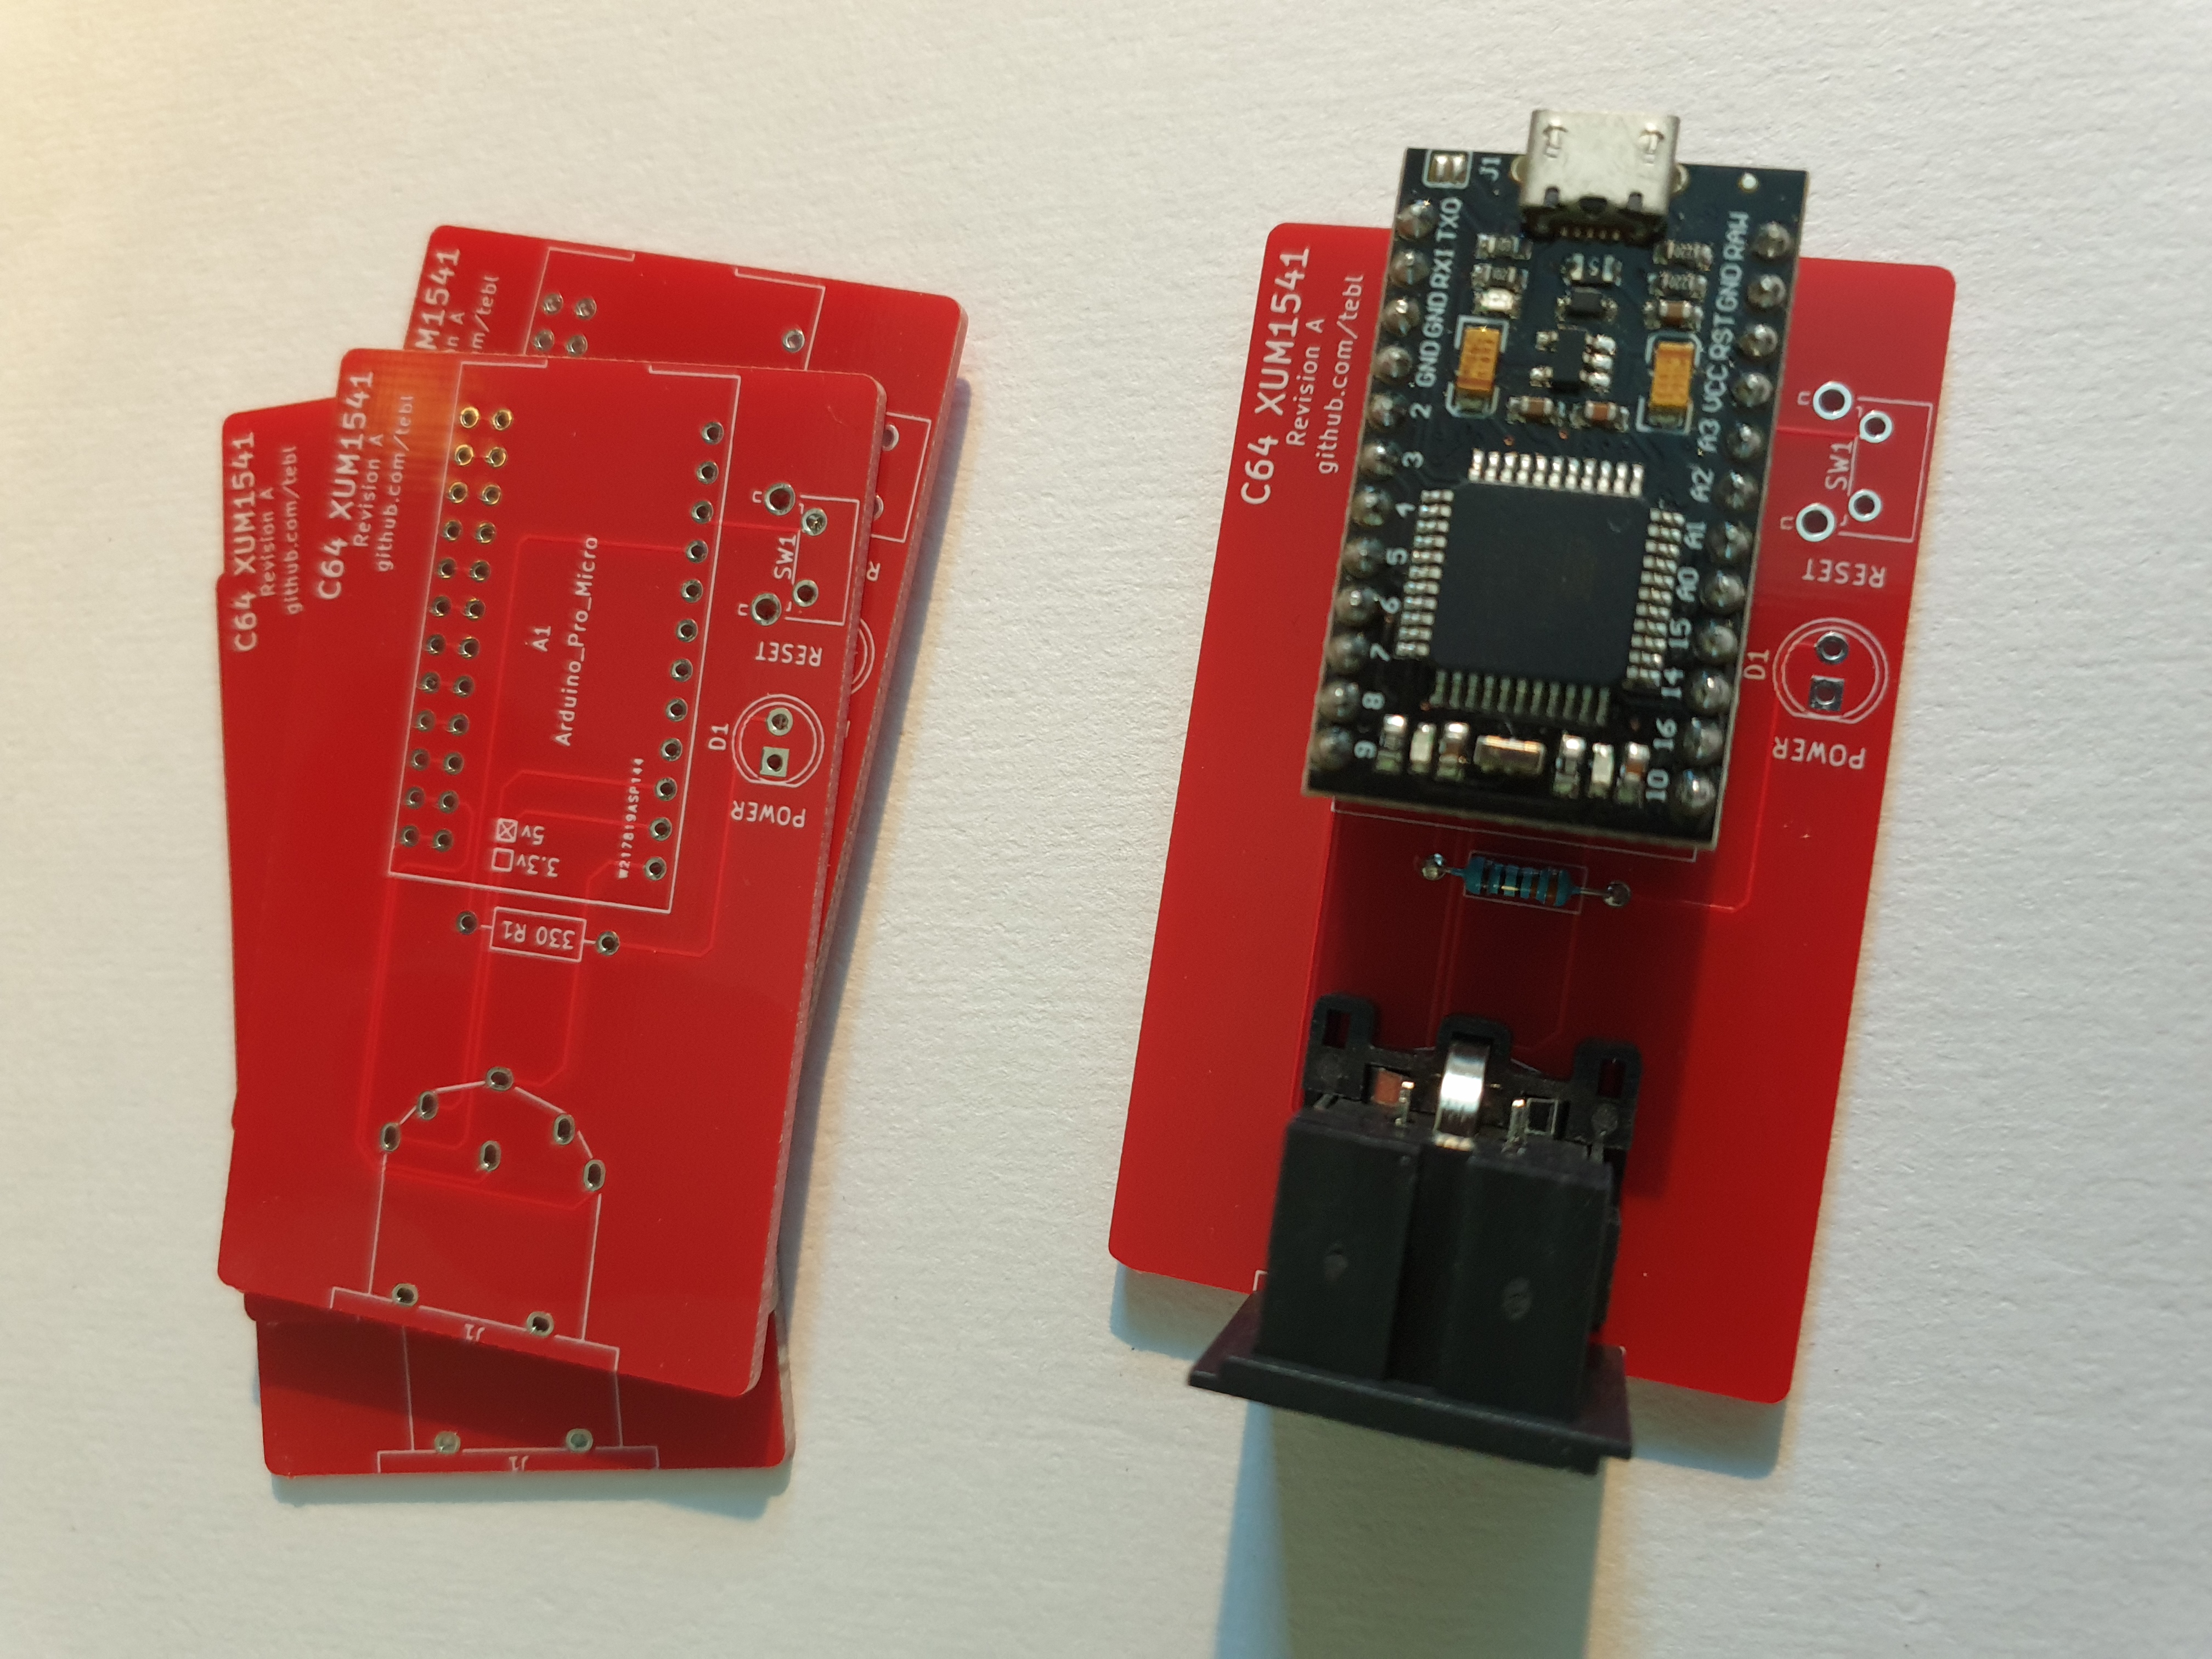 C64 XUM1541
Revision A
github.com/tebl
C64 XUM1541
Revision A
github.com/tebl
M1541
n A
m/tebl
J1
J1
330 R1
3.3v
5v
A1
Arduino_Pro_Micro
W217819ASP144
D1
POWER
RESET
SW1
R
C64 XUM1541
Revision A
github.com/tebl
9 8 7 6 5 4 3 2 GND GND RXI TXO
J1
10 16 14 15 A0 A1 A2 A3 VCC RST GND RAW
D1
POWER
RESET
SW1